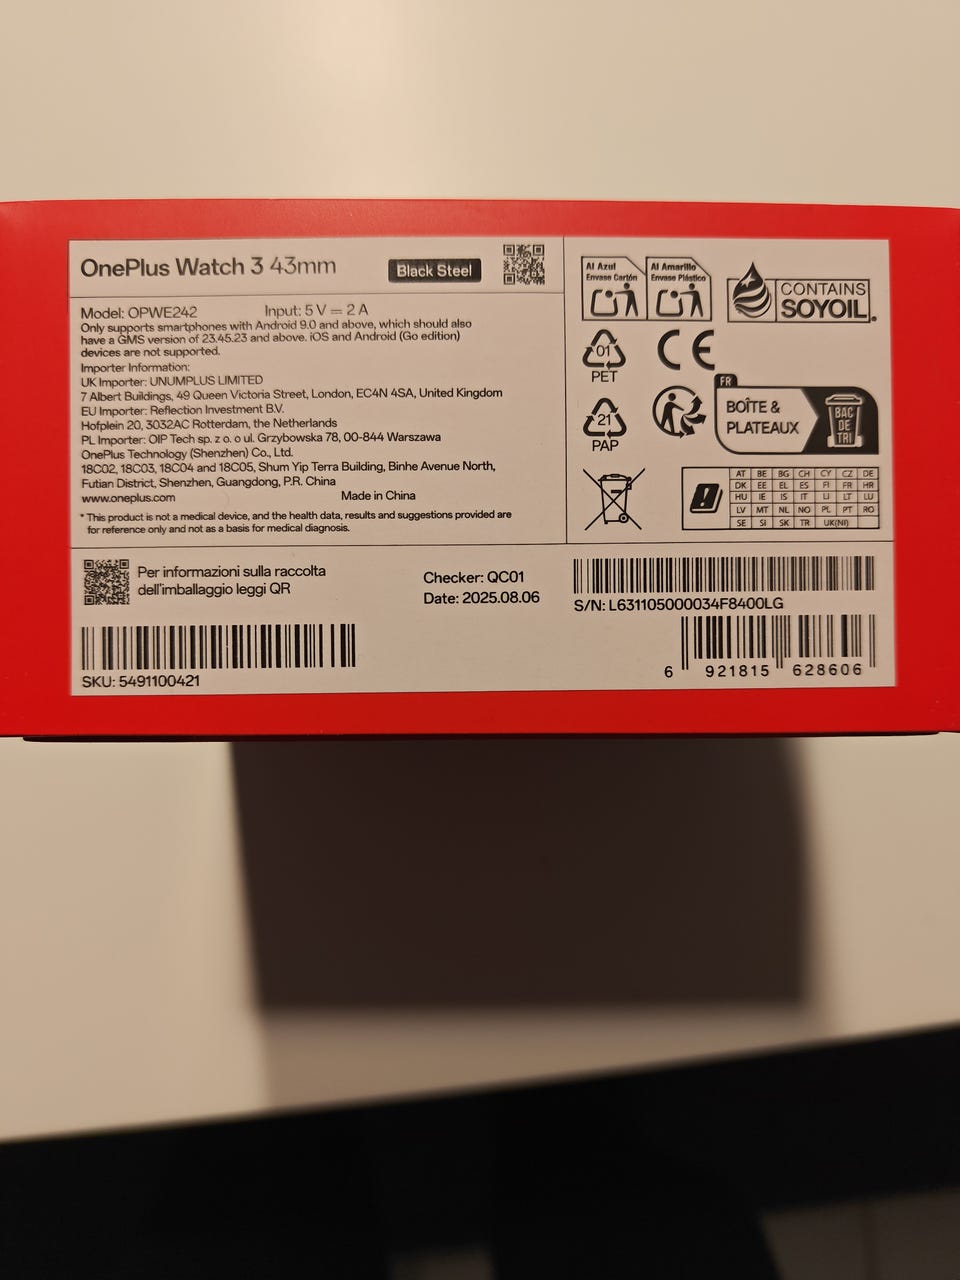 OnePlus Watch 3 43mm
Black Steel
Model: OPWE242 Input: 5 V = 2 A
Only supports smartphones with Android 9.0 and above, which should also
have a GMS version of 23.45.23 and above. iOS and Android (Go edition)
devices are not supported.
Importer Information:
UK Importer: UNUMPLUS LIMITED
7 Albert Buildings, 49 Queen Victoria Street, London, EC4N 4SA, United Kingdom
EU Importer: Reflection Investment B.V.
Hofplein 20, 3032AC Rotterdam, the Netherlands
PL Importer: OIP Tech sp. z o. o ul. Grzybowska 78, 00-844 Warszawa
OnePlus Technology (Shenzhen) Co., Ltd.
18C02, 18C03, 18C04 and 18C05, Shum Yip Terra Building, Binhe Avenue North,
Futian District, Shenzhen, Guangdong, P.R. China
www.oneplus.com Made in China
* This product is not a medical device, and the health data, results and suggestions provided are
for reference only and not as a basis for medical diagnosis.
Al Azul
Envase Cartón
Al Amarillo
Envase Plástico
CONTAINS
SOYOIL
01
PET
CE
21
PAP
FR
BOÎTE &
PLATEAUX
BAC
DE
TRI
AT BE BG CH CY CZ DE
DK EE EL ES FI FR HR
HU IE IS IT LI LT LU
LV MT NL NO PL PT RO
SE SI SK TR UK(NI)
Per informazioni sulla raccolta
dell'imballaggio leggi QR
Checker: QC01
Date: 2025.08.06
S/N: L631105000034F8400LG
SKU: 5491100421
6 921815 628606